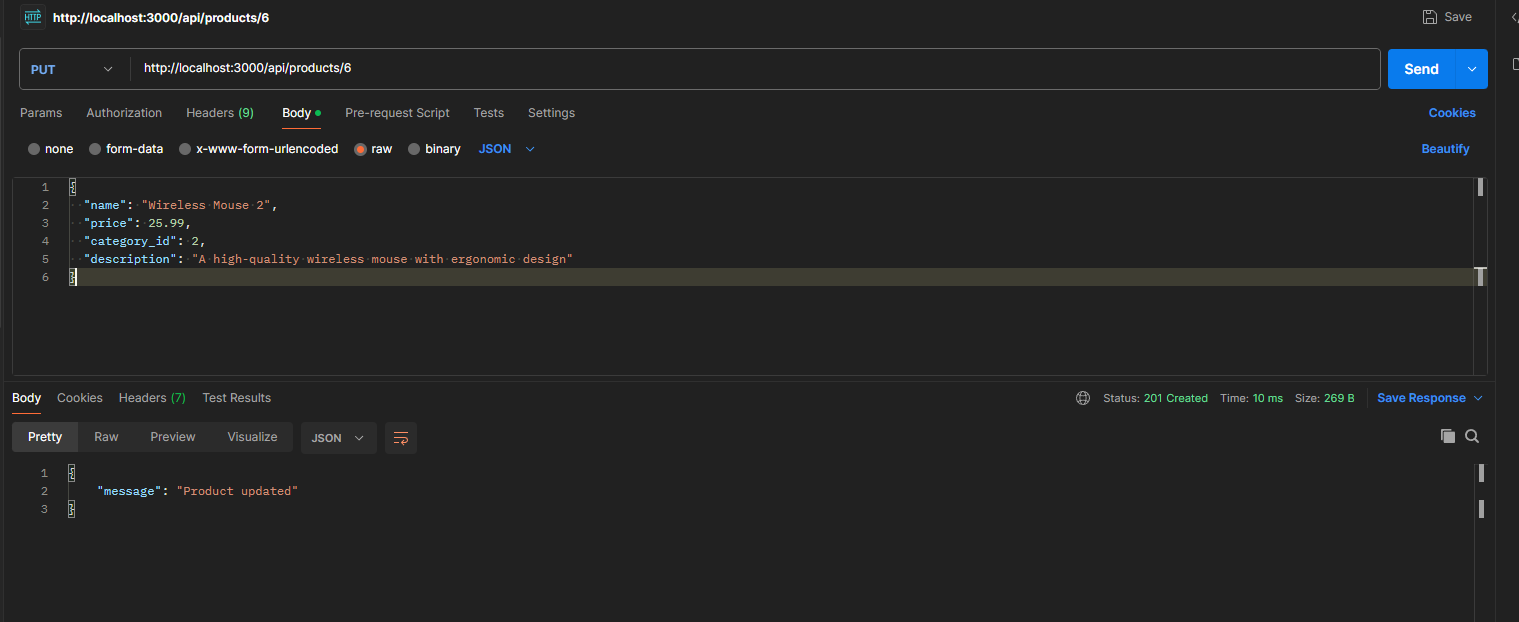 HTTP http://localhost:3000/api/products/6 Save
PUT http://localhost:3000/api/products/6 Send
Params Authorization Headers (9) Body Pre-request Script Tests Settings Cookies
none form-data x-www-form-urlencoded raw binary JSON Beautify
1 {
2 "name": "Wireless Mouse 2",
3 "price": 25.99,
4 "category_id": 2,
5 "description": "A high-quality wireless mouse with ergonomic design"
6 }
Body Cookies Headers (7) Test Results Status: 201 Created Time: 10 ms Size: 269 B Save Response
Pretty Raw Preview Visualize JSON
1 {
2 "message": "Product updated"
3 }